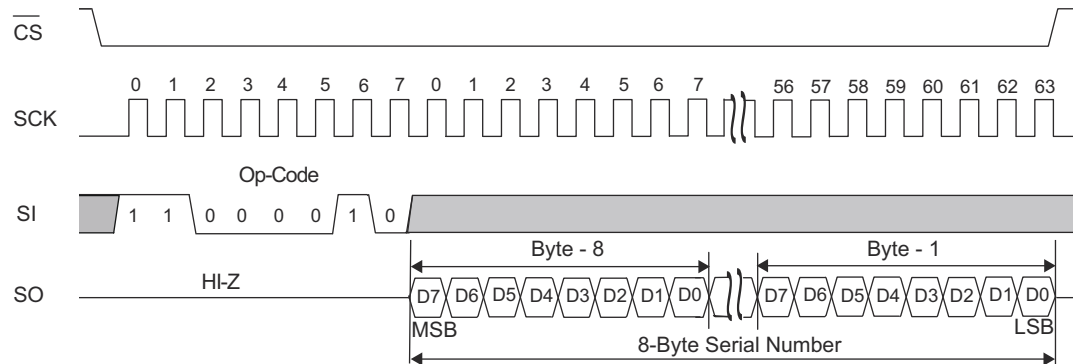 CS
0 1 2 3 4 5 6 7 0 1 2 3 4 5 6 7 56 57 58 59 60 61 62 63
SCK
Op-Code
SI 1 1 0 0 0 0 1 0
Byte - 8 Byte - 1
HI-Z
SO D7 D6 D5 D4 D3 D2 D1 D0 D7 D6 D5 D4 D3 D2 D1 D0
MSB LSB
8-Byte Serial Number